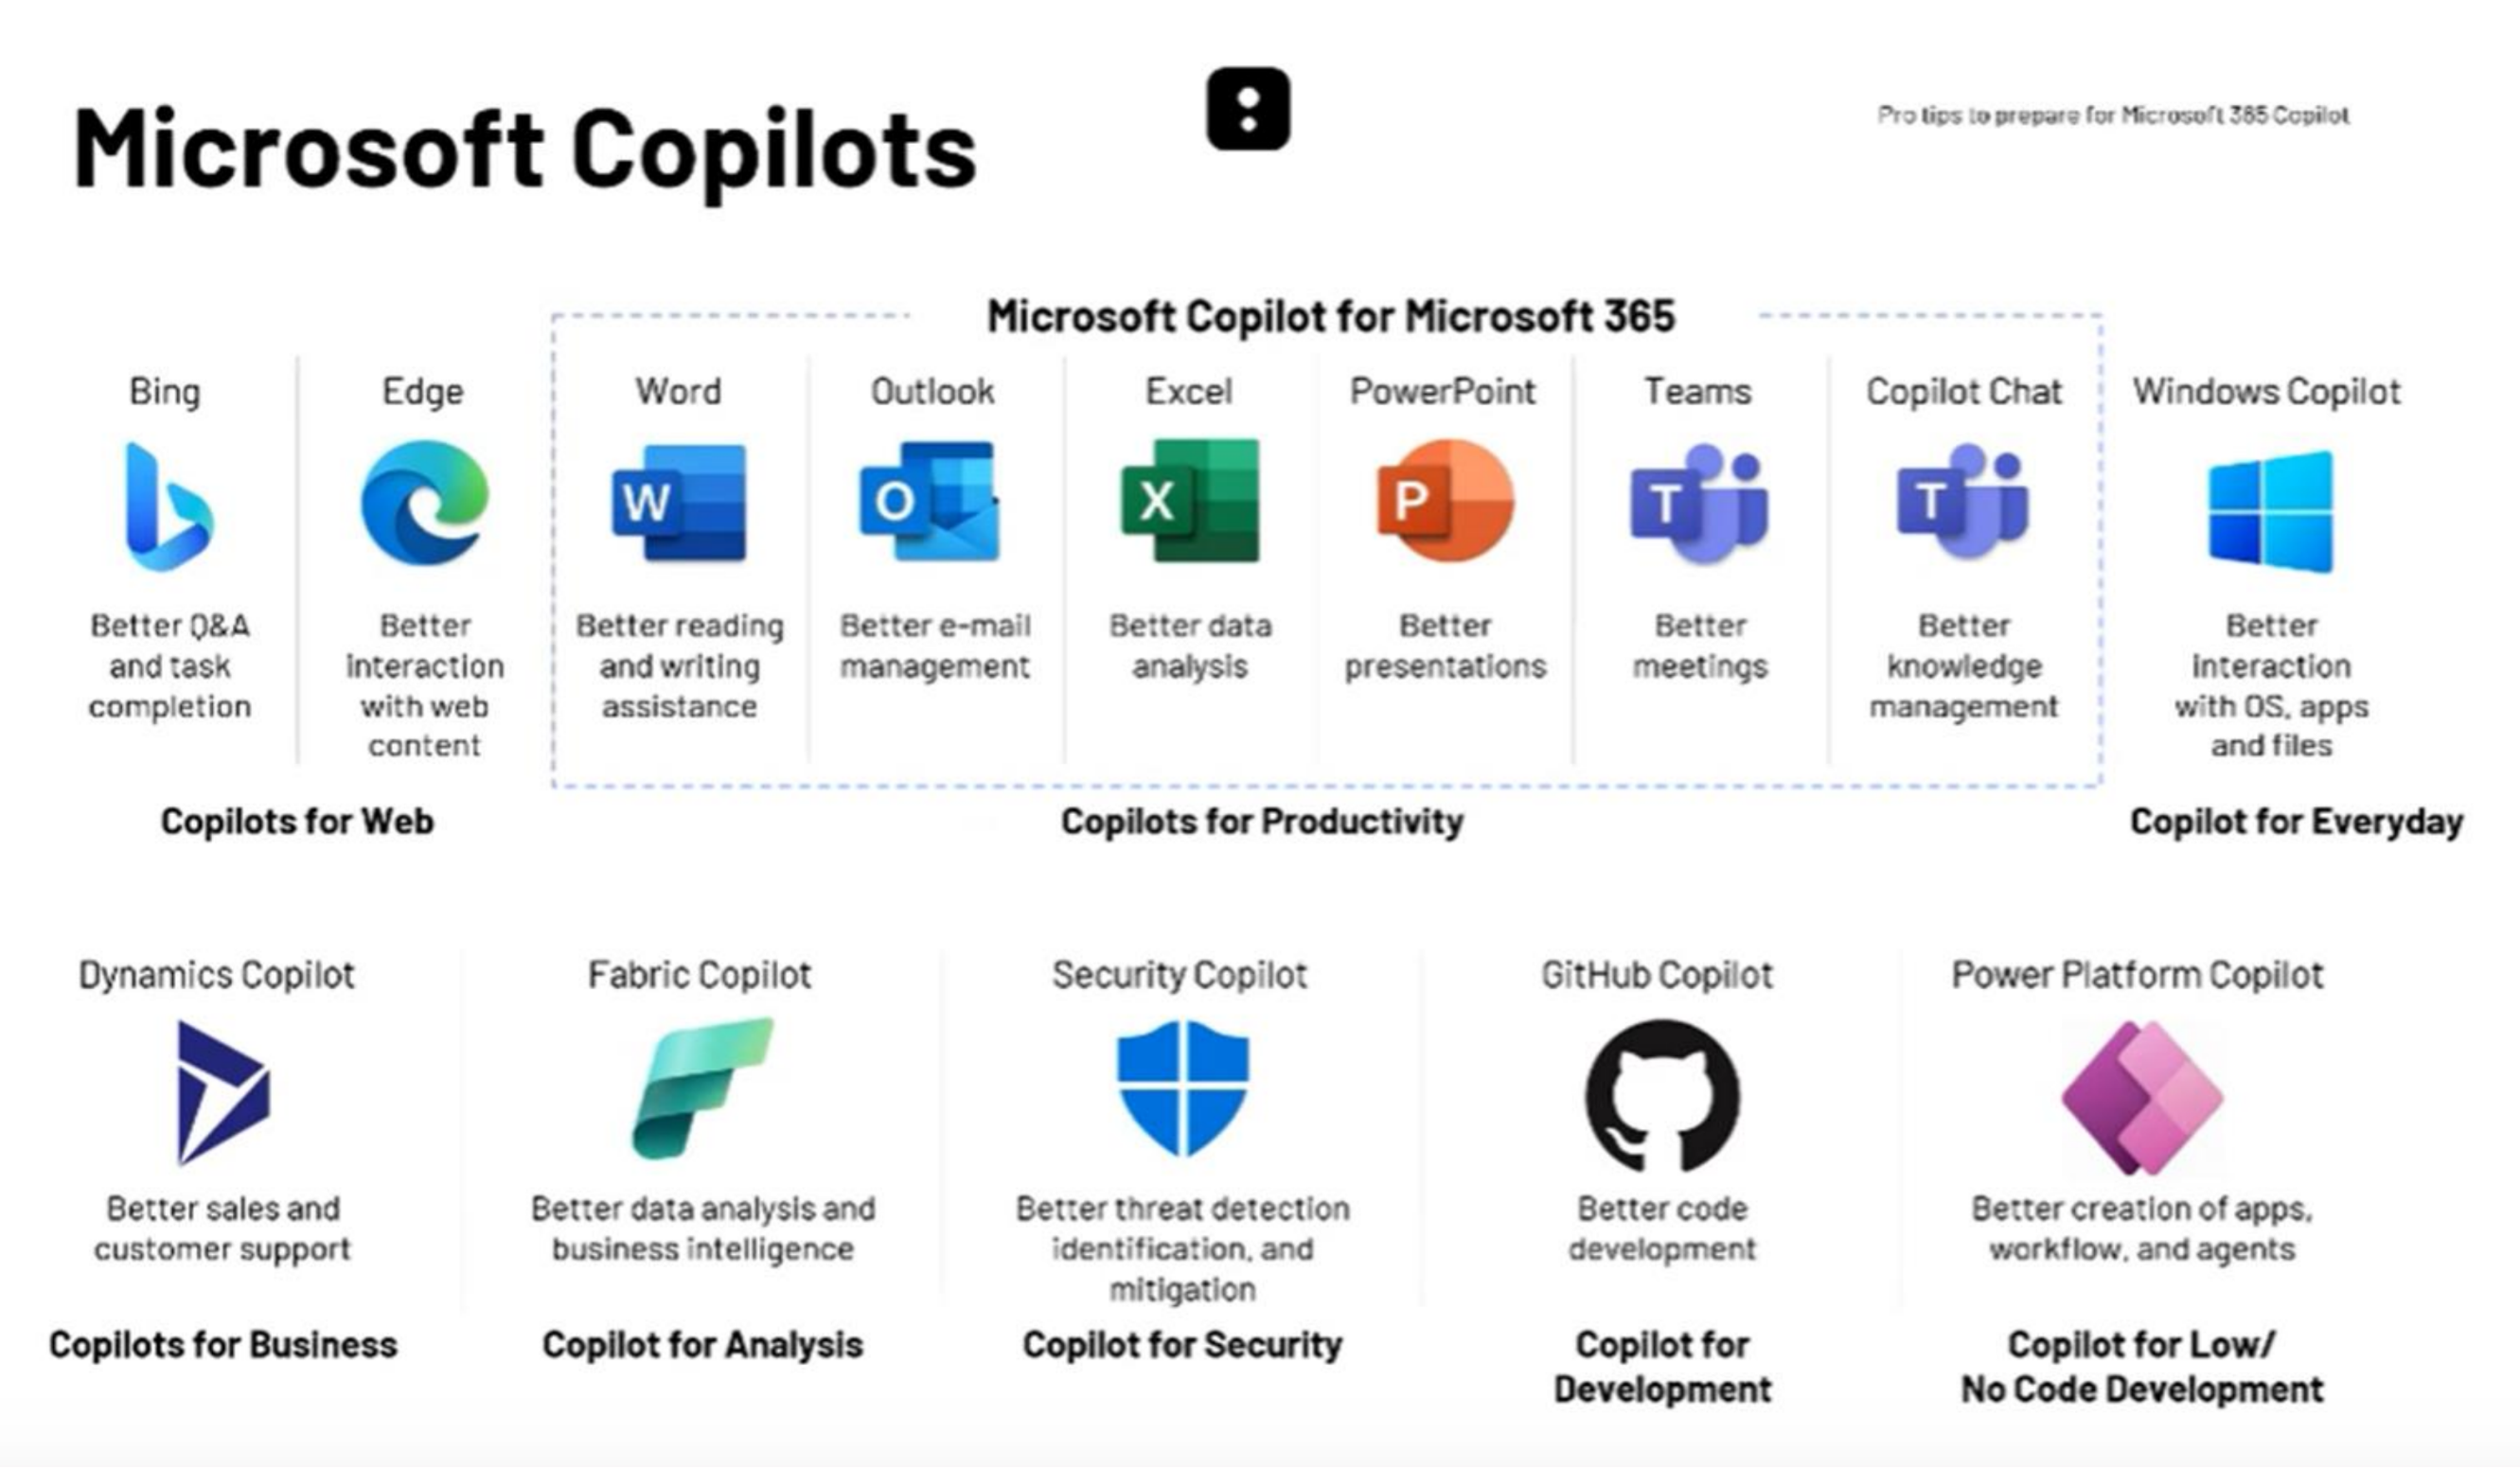 Microsoft Copilots
Pro tips to prepare for Microsoft 365 Copilot
Microsoft Copilot for Microsoft 365
Bing
Edge
Word
Outlook
Excel
PowerPoint
Teams
Copilot Chat
Windows Copilot
W
O
X
P
T
T
Better Q&A
and task
completion
Better
interaction
with web
content
Better reading
and writing
assistance
Better e-mail
management
Better data
analysis
Better
presentations
Better
meetings
Better
knowledge
management
Better
interaction
with OS, apps
and files
Copilots for Web
Copilots for Productivity
Copilot for Everyday
Dynamics Copilot
Fabric Copilot
Security Copilot
GitHub Copilot
Power Platform Copilot
Better sales and
customer support
Better data analysis and
business intelligence
Better threat detection
identification, and
mitigation
Better code
development
Better creation of apps,
workflow, and agents
Copilots for Business
Copilot for Analysis
Copilot for Security
Copilot for
Development
Copilot for Low/
No Code Development